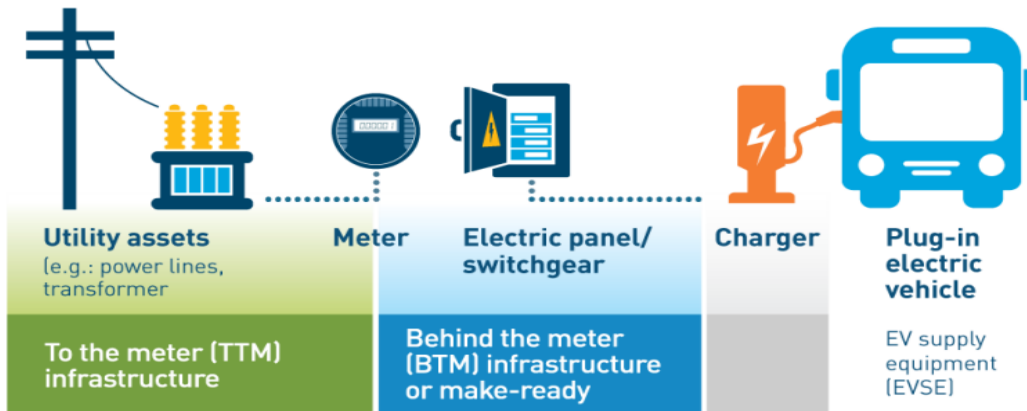 000001
Utility assets
(e.g.: power lines,
transformer
Meter
Electric panel/
switchgear
Charger
Plug-in
electric
vehicle
To the meter (TTM)
infrastructure
Behind the meter
(BTM) infrastructure
or make-ready
EV supply
equipment
(EVSE)